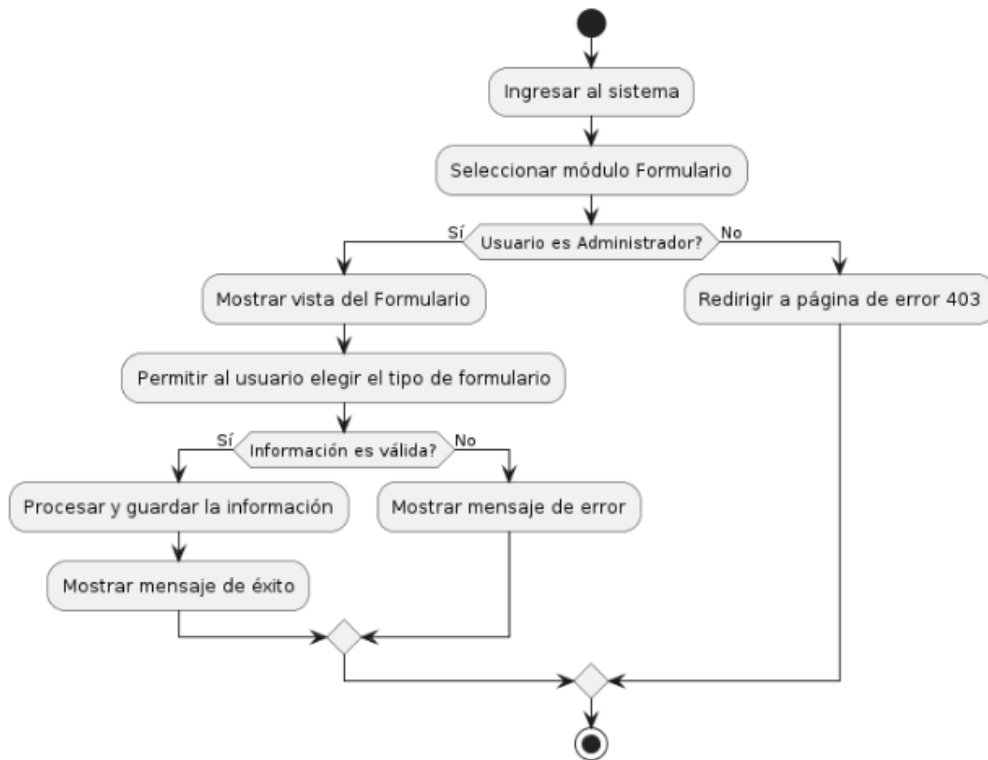 Ingresar al sistema
Seleccionar módulo Formulario
Usuario es Administrador?
Sí
No
Mostrar vista del Formulario
Redirigir a página de error 403
Permitir al usuario elegir el tipo de formulario
Información es válida?
Sí
No
Procesar y guardar la información
Mostrar mensaje de error
Mostrar mensaje de éxito